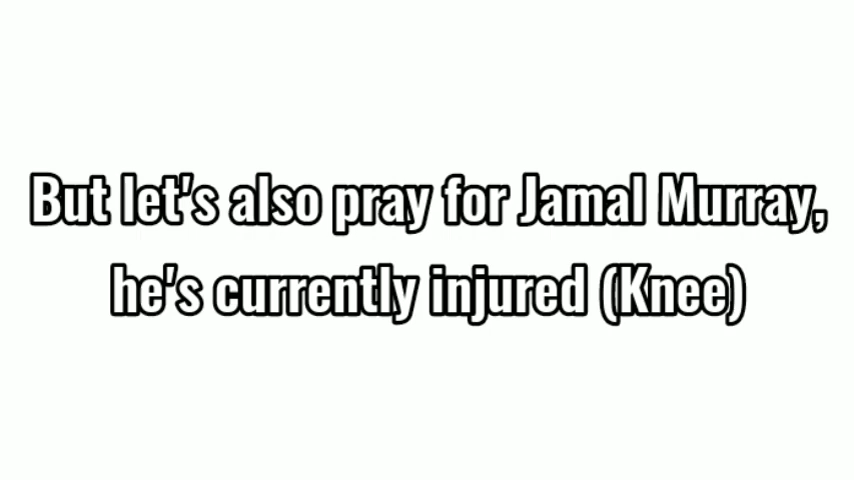 But let's also pray for Jamal Murray,
he's currently injured (Knee)